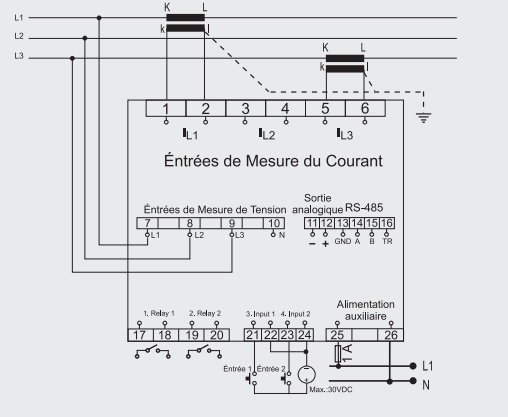 K L
L1
k l
L2
K L
L3
k l
1 2 3 4 5 6
IL1 IL2 IL3
Éntrées de Mesure du Courant
Sortie
analogique RS-485
Éntrées de Mesure de Tension
7 8 9 10 11 12 13 14 15 16
L1 L2 L3 N − + GND A B TR
Alimentation
auxiliaire
1. Relay 1 2. Relay 2 3. Input 1 4. Input 2
17 18 19 20 21 22 23 24 25 26
1 A
Éntrée 1 Éntrée 2 L1
Max.:30VDC N